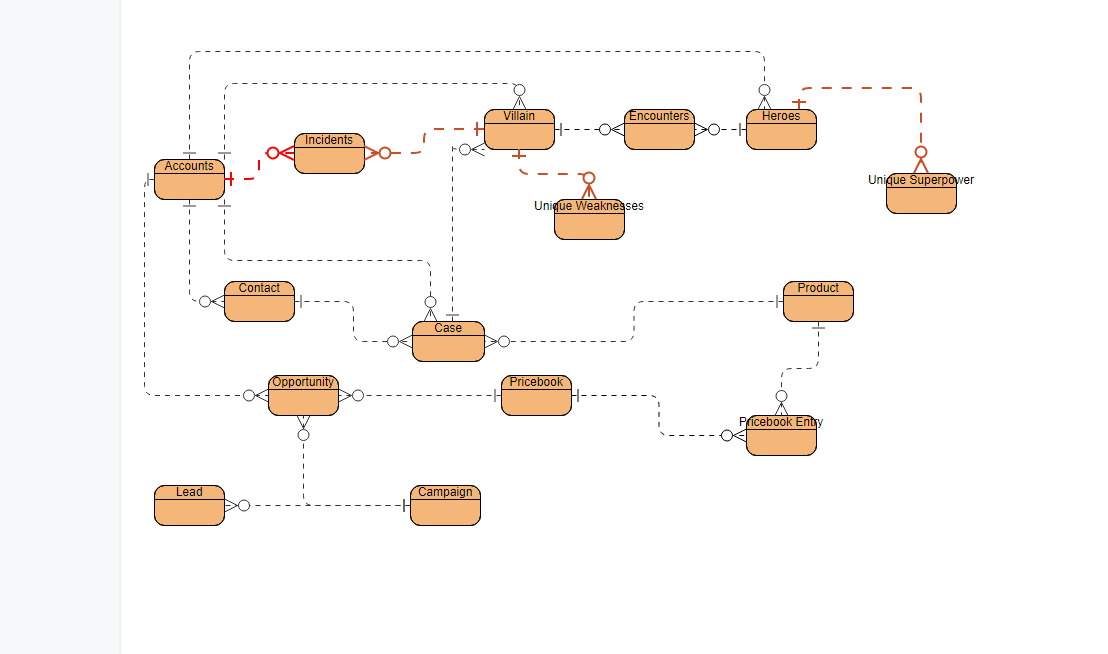 Villain
Encounters
Heroes
Incidents
Accounts
Unique Superpower
Unique Weaknesses
Contact
Product
Case
Opportunity
Pricebook
Pricebook Entry
Lead
Campaign